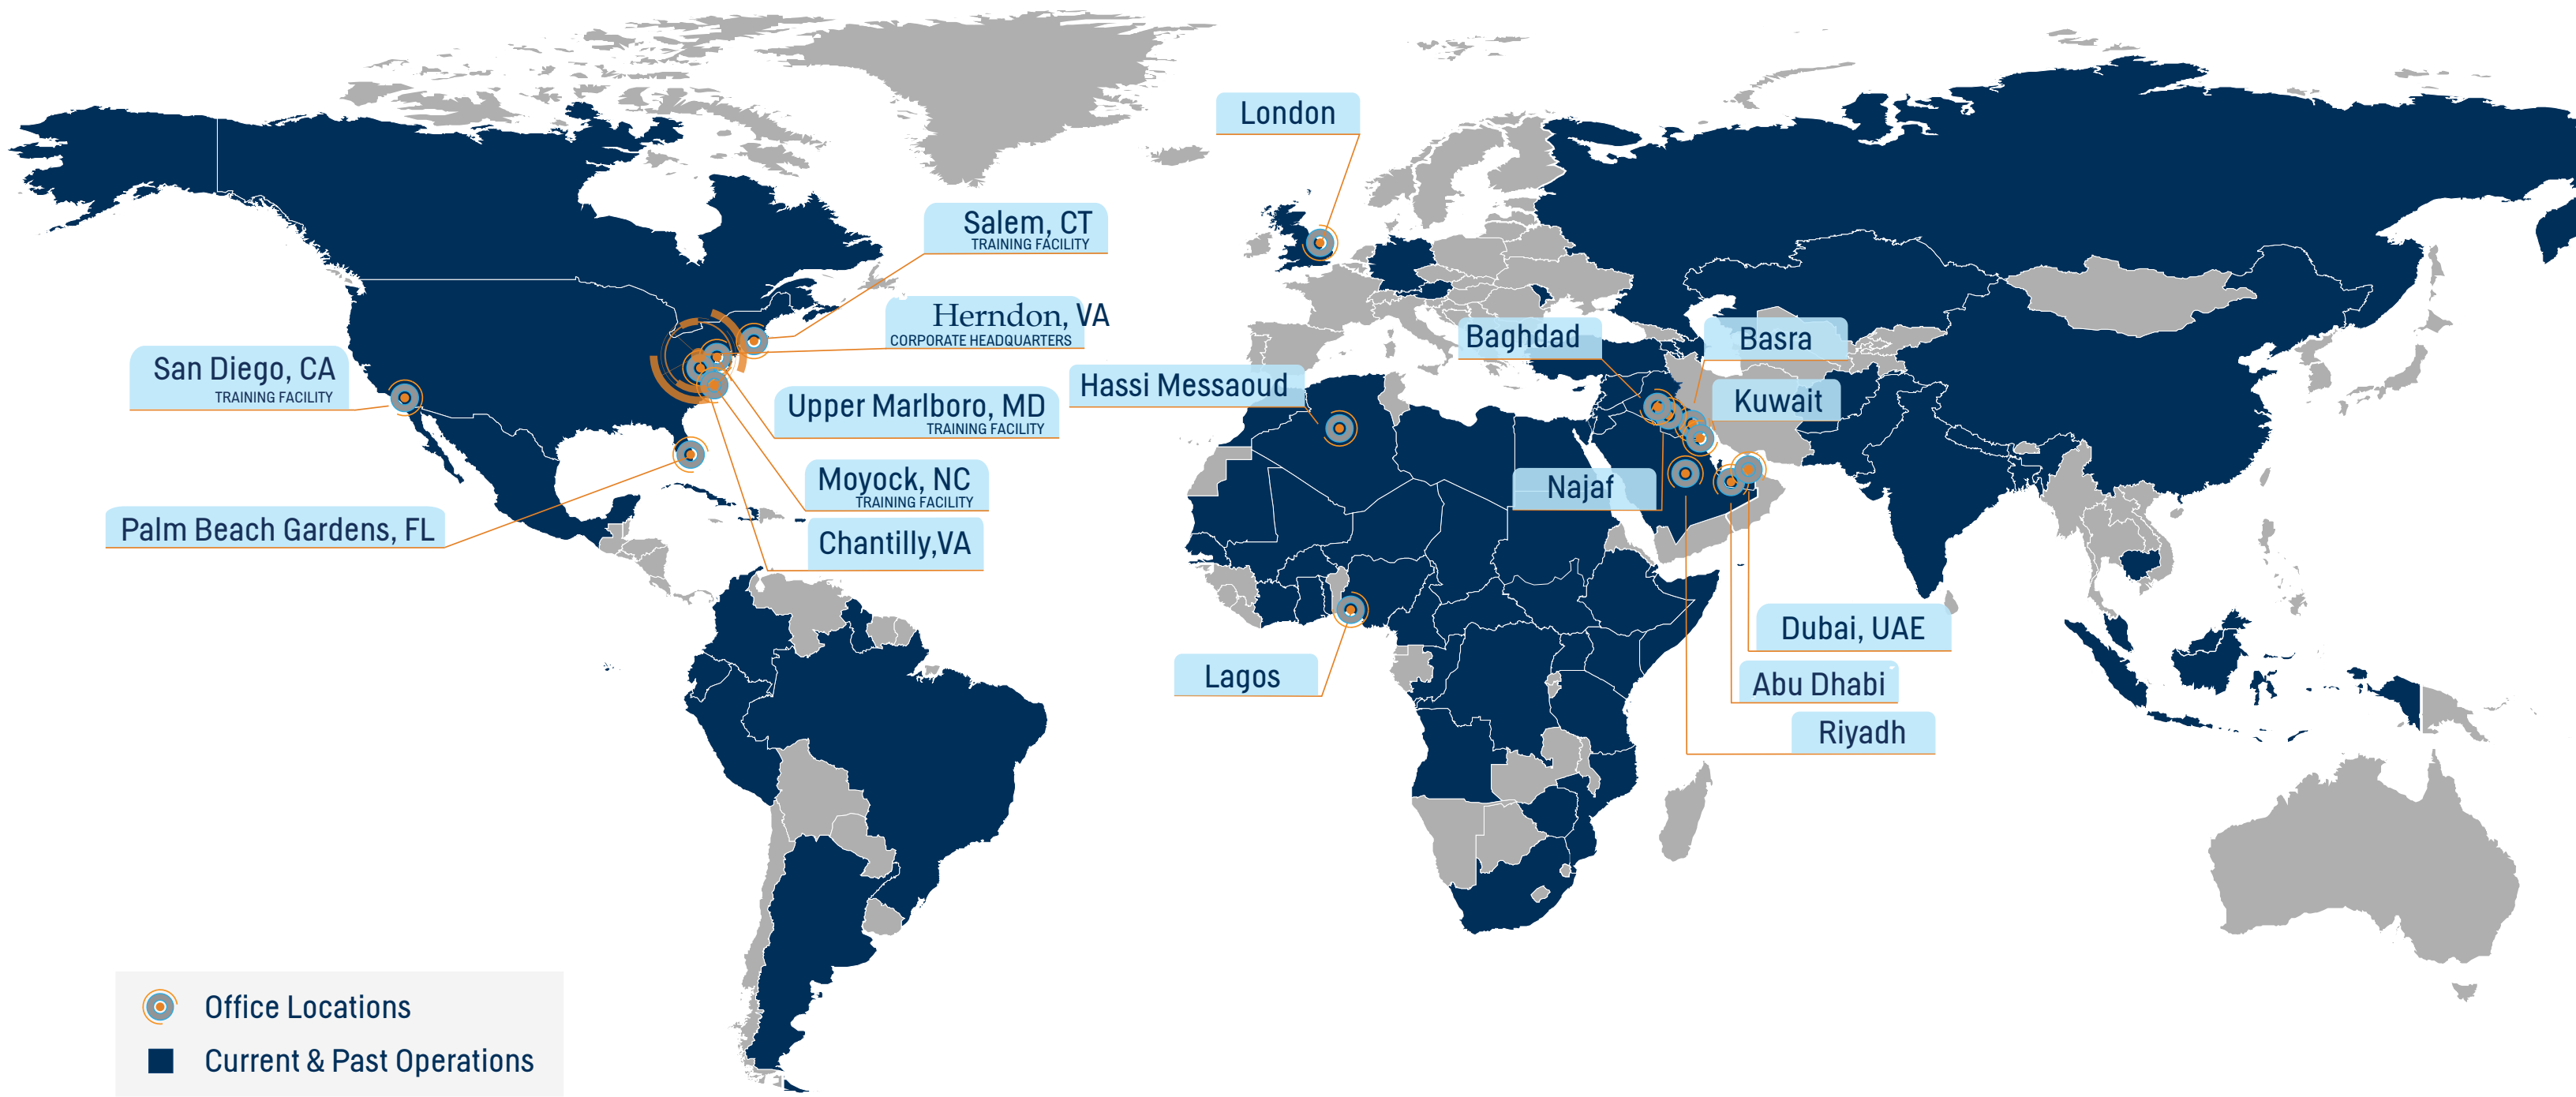 London
Salem, CT
TRAINING FACILITY
Herndon, VA
CORPORATE HEADQUARTERS
San Diego, CA
TRAINING FACILITY
Upper Marlboro, MD
TRAINING FACILITY
Moyock, NC
TRAINING FACILITY
Palm Beach Gardens, FL
Chantilly,VA
Baghdad
Basra
Hassi Messaoud
Kuwait
Najaf
Lagos
Dubai, UAE
Abu Dhabi
Riyadh
Office Locations
Current & Past Operations